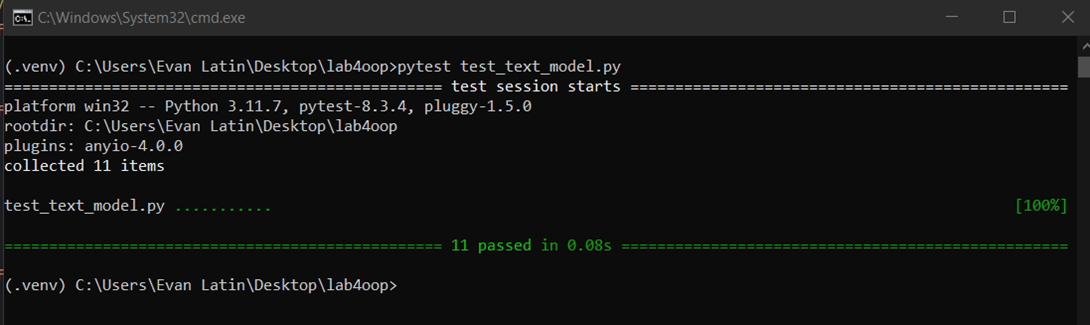 C:\Windows\System32\cmd.exe
(.venv) C:\Users\Evan Latin\Desktop\lab4oop>pytest test_text_model.py
================================================= test session starts =================================================
platform win32 -- Python 3.11.7, pytest-8.3.4, pluggy-1.5.0
rootdir: C:\Users\Evan Latin\Desktop\lab4oop
plugins: anyio-4.0.0
collected 11 items
test_text_model.py ........... [100%]
================================================= 11 passed in 0.08s ==================================================
(.venv) C:\Users\Evan Latin\Desktop\lab4oop>